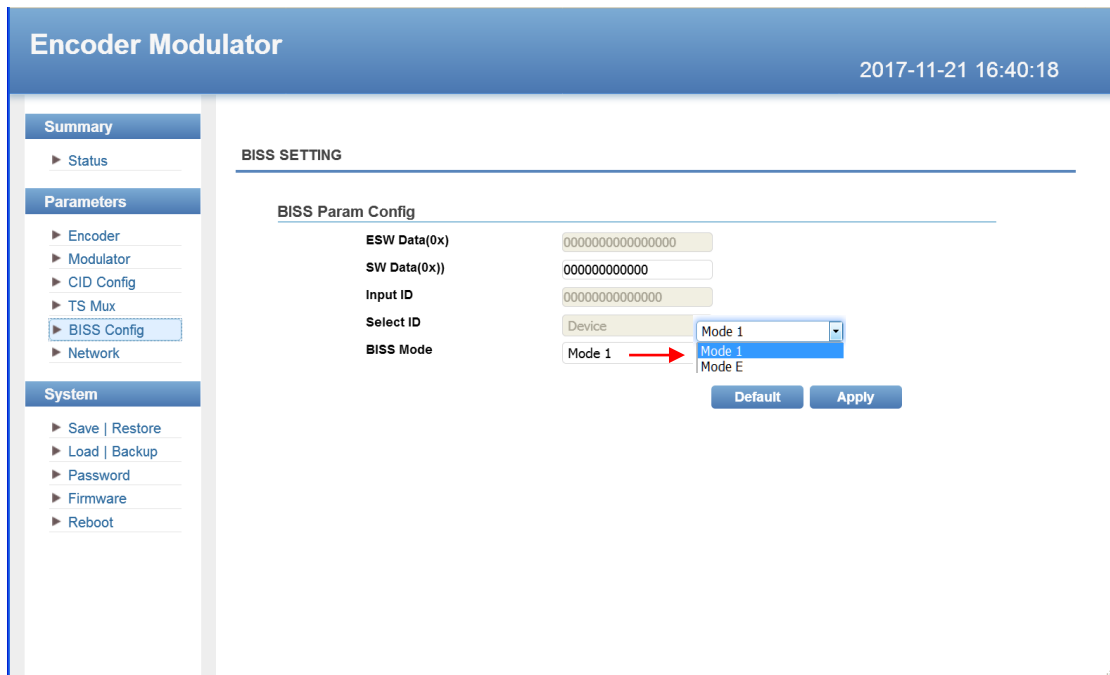 Encoder Modulator
2017-11-21 16:40:18
Summary
Status
Parameters
Encoder
Modulator
CID Config
TS Mux
BISS Config
Network
System
Save | Restore
Load | Backup
Password
Firmware
Reboot
BISS SETTING
BISS Param Config
ESW Data(0x) 0000000000000000
SW Data(0x)) 000000000000
Input ID 00000000000000
Select ID Device
BISS Mode Mode 1
Mode 1
Mode 1
Mode E
Default Apply